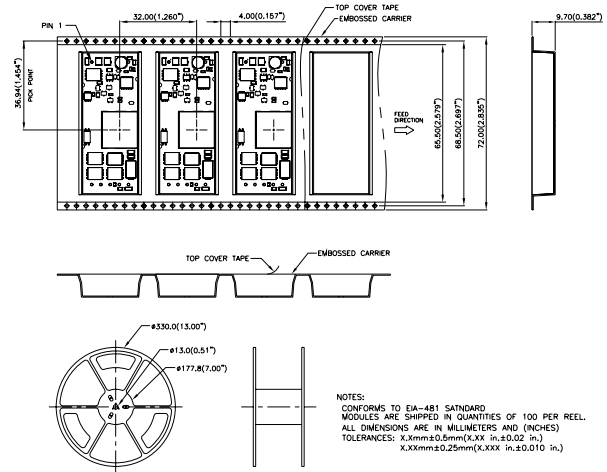 TOP COVER TAPE
EMBOSSED CARRIER
PIN 1
32.00(1.260")
4.00(0.157")
9.70(0.382")
36.94(1.454")
PICK POINT
FEED
DIRECTION
65.50(2.579")
68.50(2.697")
72.00(2.835")
TOP COVER TAPE
EMBOSSED CARRIER
ø330.0(13.00")
ø13.0(0.51")
ø177.8(7.00")
NOTES:
CONFORMS TO EIA-481 SATNDARD
MODULES ARE SHIPPED IN QUANTITIES OF 100 PER REEL.
ALL DIMENSIONS ARE IN MILLIMETERS AND (INCHES)
TOLERANCES: X.Xmm±0.5mm(X.XX in.±0.02 in.)
X.XXmm±0.25mm(X.XXX in.±0.010 in.)